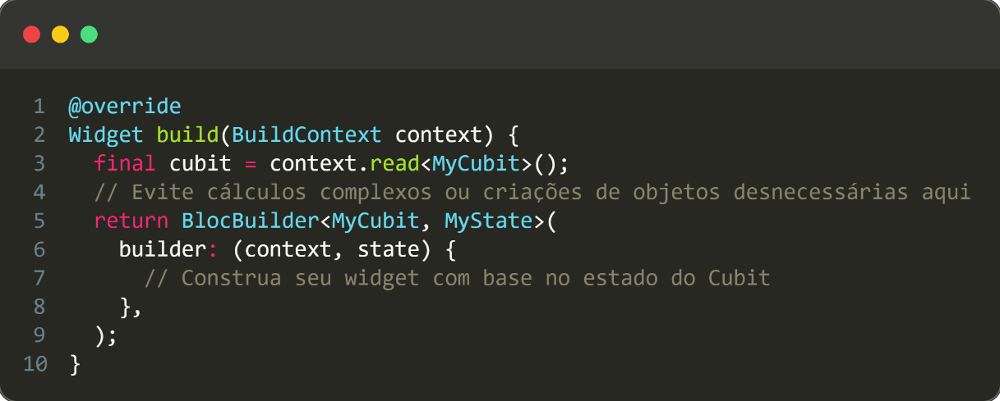 1 @override
2 Widget build(BuildContext context) {
3   final cubit = context.read<MyCubit>();
4   // Evite cálculos complexos ou criações de objetos desnecessárias aqui
5   return BlocBuilder<MyCubit, MyState>(
6     builder: (context, state) {
7       // Construa seu widget com base no estado do Cubit
8     },
9   );
10 }